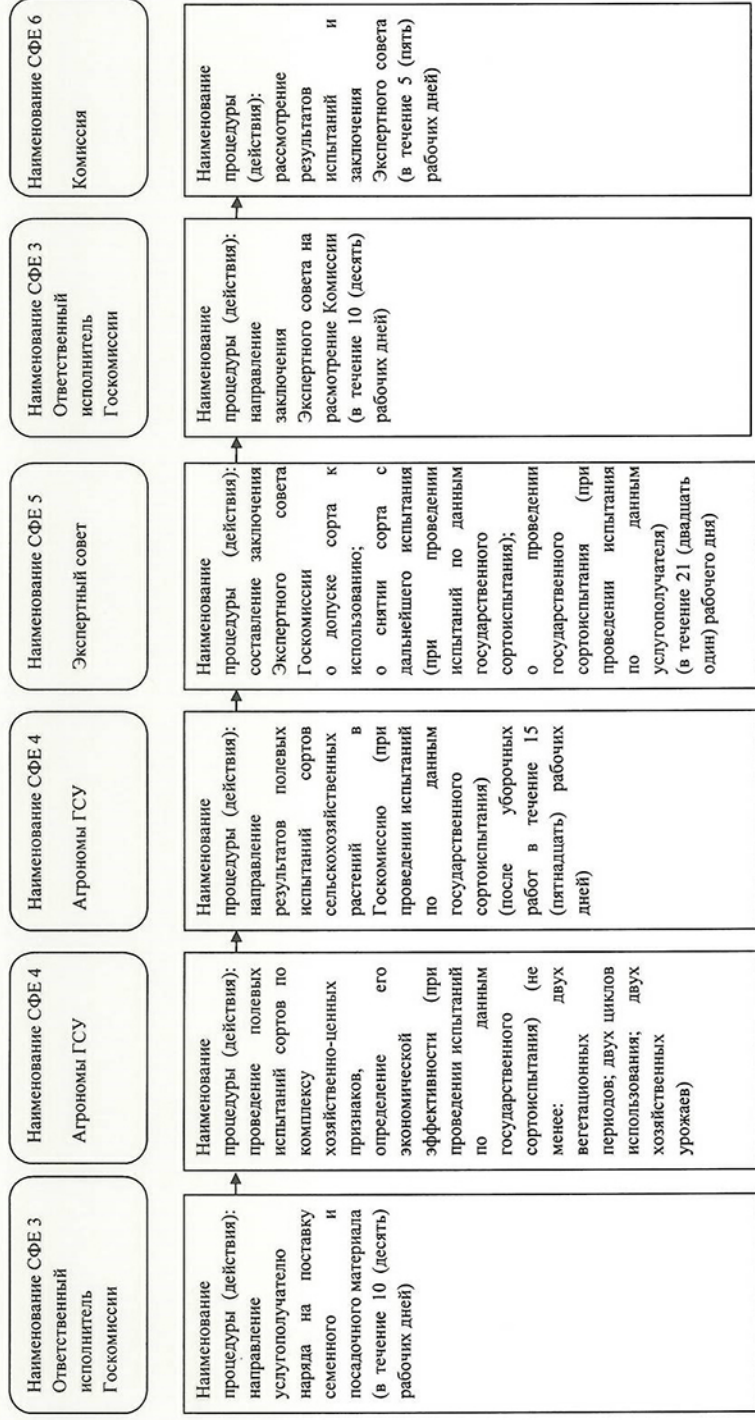 Наименование СФЕ 3
Ответственный
исполнитель
Госкомиссии
Наименование
процедуры (действия):
направление
услугополучателю
наряда на поставку
семенного и
посадочного материала
(в течение 10 (десять)
рабочих дней)
Наименование СФЕ 4
Агрономы ГСУ
Наименование
процедуры (действия):
проведение полевых
испытаний сортов по
комплексу
хозяйственно-ценных
признаков,
определение его
экономической
эффективности (при
проведении испытаний
по данным
государственного
сортоиспытания) (не
менее: двух
вегетационных
периодов; двух циклов
использования; двух
хозяйственных
урожаев)
Наименование СФЕ 4
Агрономы ГСУ
Наименование
процедуры (действия):
направление
результатов полевых
испытаний сортов
сельскохозяйственных
растений в
Госкомиссию (при
проведении испытаний
по данным
государственного
сортоиспытания)
(после уборочных
работ в течение 15
(пятнадцать) рабочих
дней)
Наименование СФЕ 5
Экспертный совет
Наименование
процедуры (действия):
составление заключения
Экспертного совета
Госкомиссии
о допуске сорта к
использованию;
о снятии сорта с
дальнейшего испытания
(при проведении
испытаний по данным
государственного
сортоиспытания);
о проведении
государственного
сортоиспытания (при
проведении испытания
по данным
услугополучателя)
(в течение 21 (двадцать
один) рабочего дня)
Наименование СФЕ 3
Ответственный
исполнитель
Госкомиссии
Наименование
процедуры (действия):
направление
заключения
Экспертного совета на
расмотрение Комиссии
(в течение 10 (десять)
рабочих дней)
Наименование СФЕ 6
Комиссия
Наименование
процедуры
(действия):
рассмотрение
результатов
испытаний и
заключения
Экспертного совета
(в течение 5 (пять)
рабочих дней)